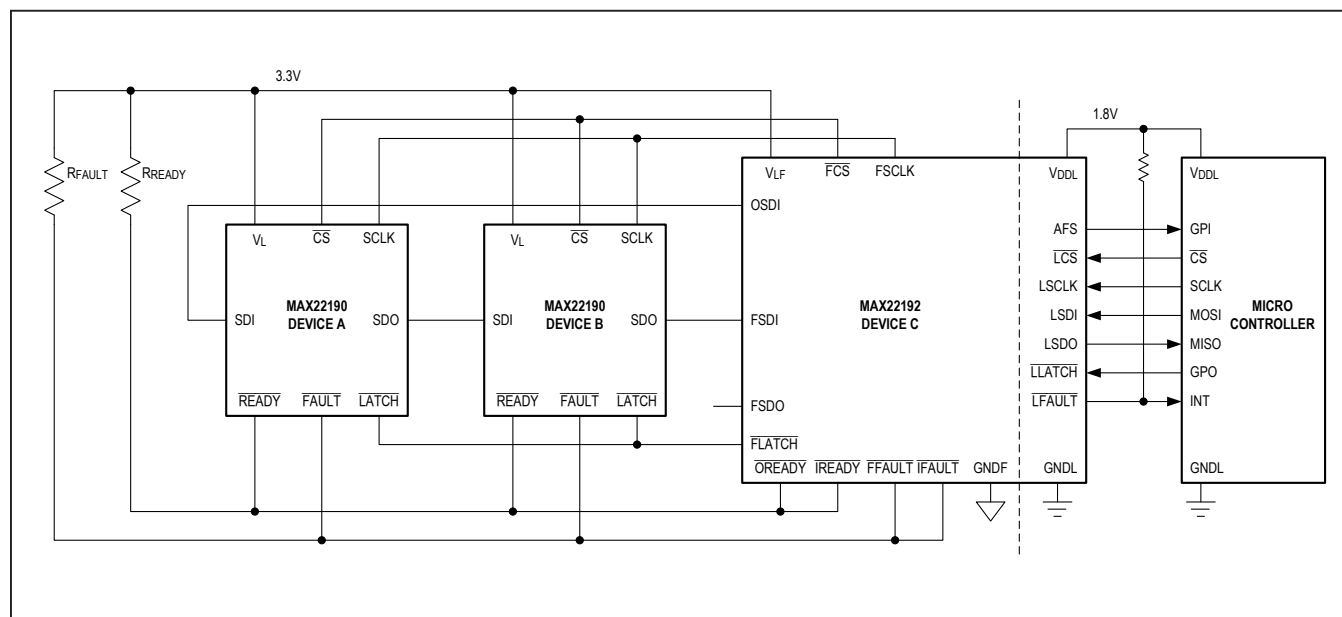 3.3V
1.8V
RFAULT
RREADY
VL
CS
SCLK
MAX22190
DEVICE A
SDI
SDO
READY
FAULT
LATCH
VL
CS
SCLK
MAX22190
DEVICE B
SDI
SDO
READY
FAULT
LATCH
VLF
FCS
FSCLK
OSDI
MAX22192
DEVICE C
FSDI
FSDO
FLATCH
OREADY
IREADY
FFAULT
IFAULT
GNDF
VDDL
AFS
LCS
LSCLK
LSDI
LSDO
LLATCH
LFAULT
GNDL
VDDL
GPI
CS
SCLK
MOSI
MISO
GPO
INT
GNDL
MICRO
CONTROLLER